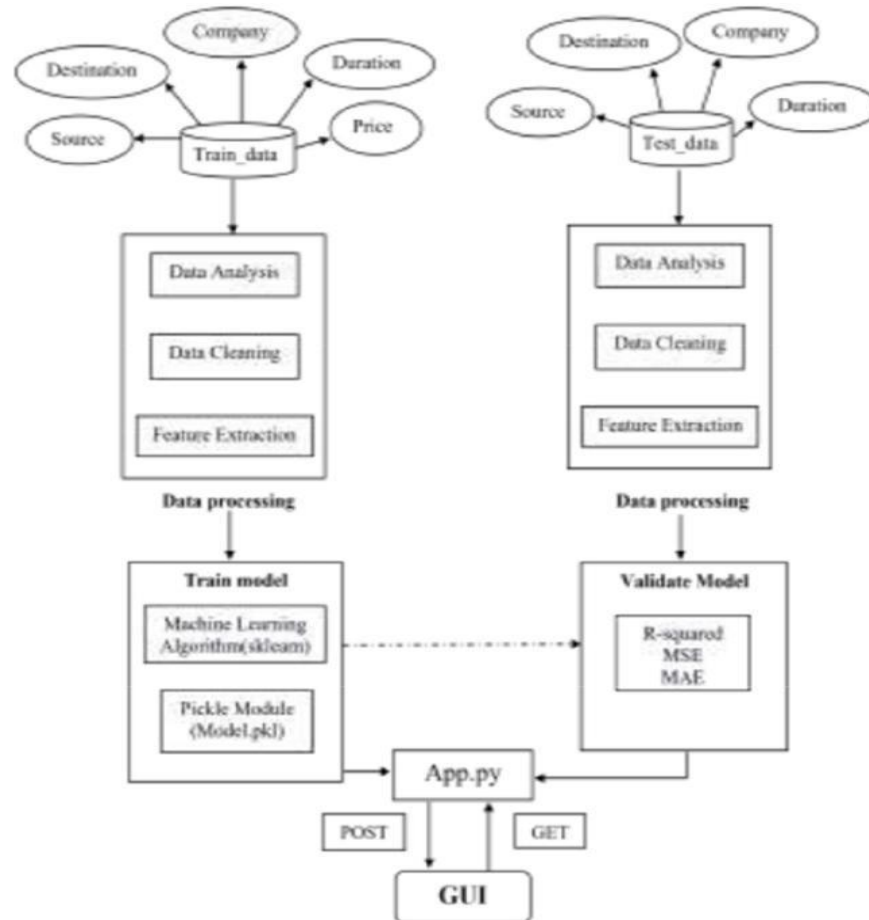 Company
Destination
Duration
Source
Train_data
Price
Destination
Company
Source
Test_data
Duration
Data Analysis
Data Cleaning
Feature Extraction
Data processing
Data Analysis
Data Cleaning
Feature Extraction
Data processing
Train model
Machine Learning
Algorithm(sklearn)
Pickle Module
(Model.pkl)
Validate Model
R-squared
MSE
MAE
App.py
POST
GET
GUI